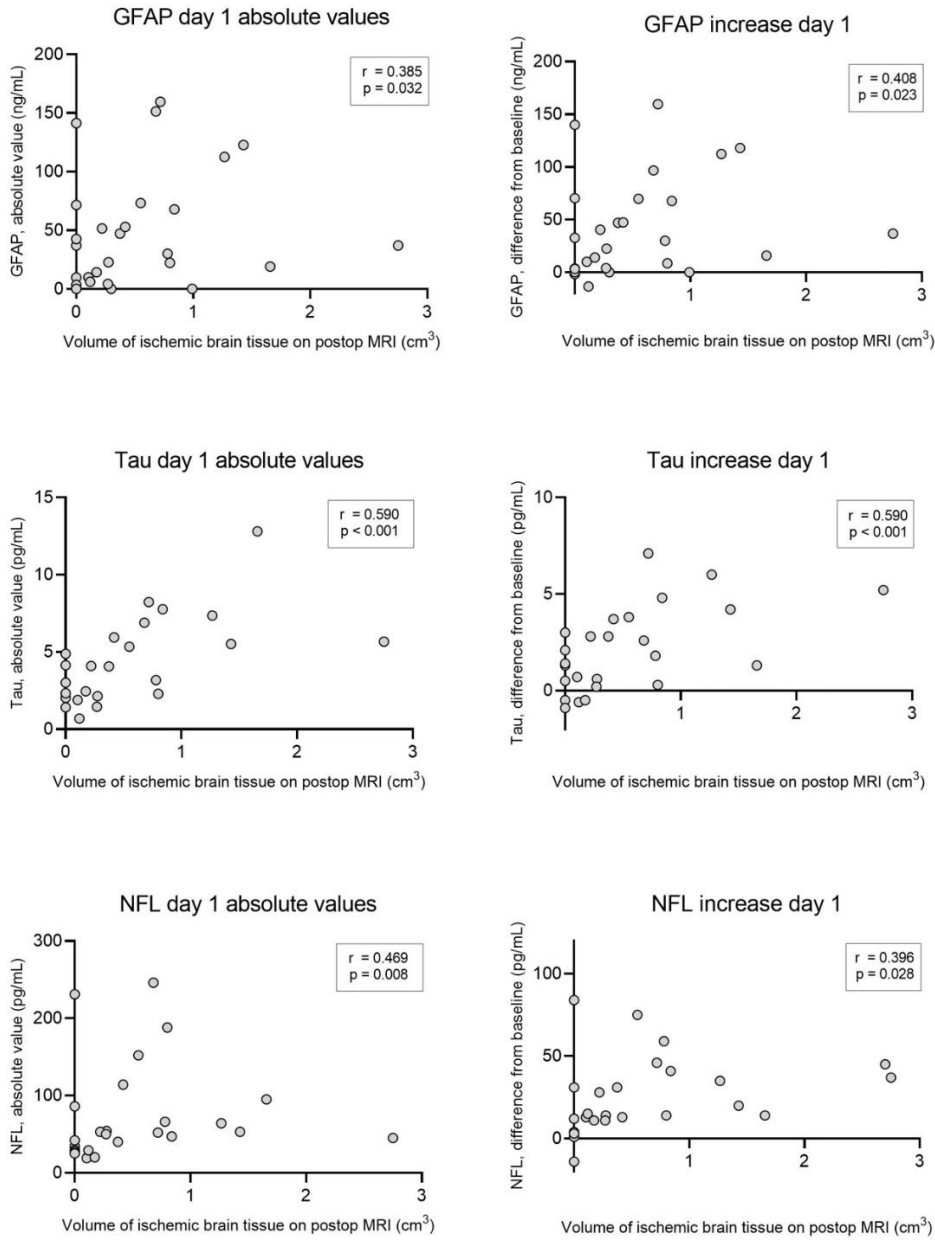 GFAP day 1 absolute values
GFAP, absolute value (ng/mL)
200
150
100
50
0
r = 0.385
p = 0.032
0 1 2 3
Volume of ischemic brain tissue on postop MRI (cm³)
GFAP increase day 1
GFAP, difference from baseline (ng/mL)
200
150
100
50
0
r = 0.408
p = 0.023
1 2 3
Volume of ischemic brain tissue on postop MRI (cm³)
Tau day 1 absolute values
Tau, absolute value (pg/mL)
15
10
5
0
r = 0.590
p < 0.001
0 1 2 3
Volume of ischemic brain tissue on postop MRI (cm³)
Tau increase day 1
Tau, difference from baseline (pg/mL)
10
5
0
r = 0.590
p < 0.001
1 2 3
Volume of ischemic brain tissue on postop MRI (cm³)
NFL day 1 absolute values
NFL, absolute value (pg/mL)
300
200
100
0
r = 0.469
p = 0.008
0 1 2 3
Volume of ischemic brain tissue on postop MRI (cm³)
NFL increase day 1
NFL, difference from baseline (pg/mL)
100
50
0
r = 0.396
p = 0.028
1 2 3
Volume of ischemic brain tissue on postop MRI (cm³)